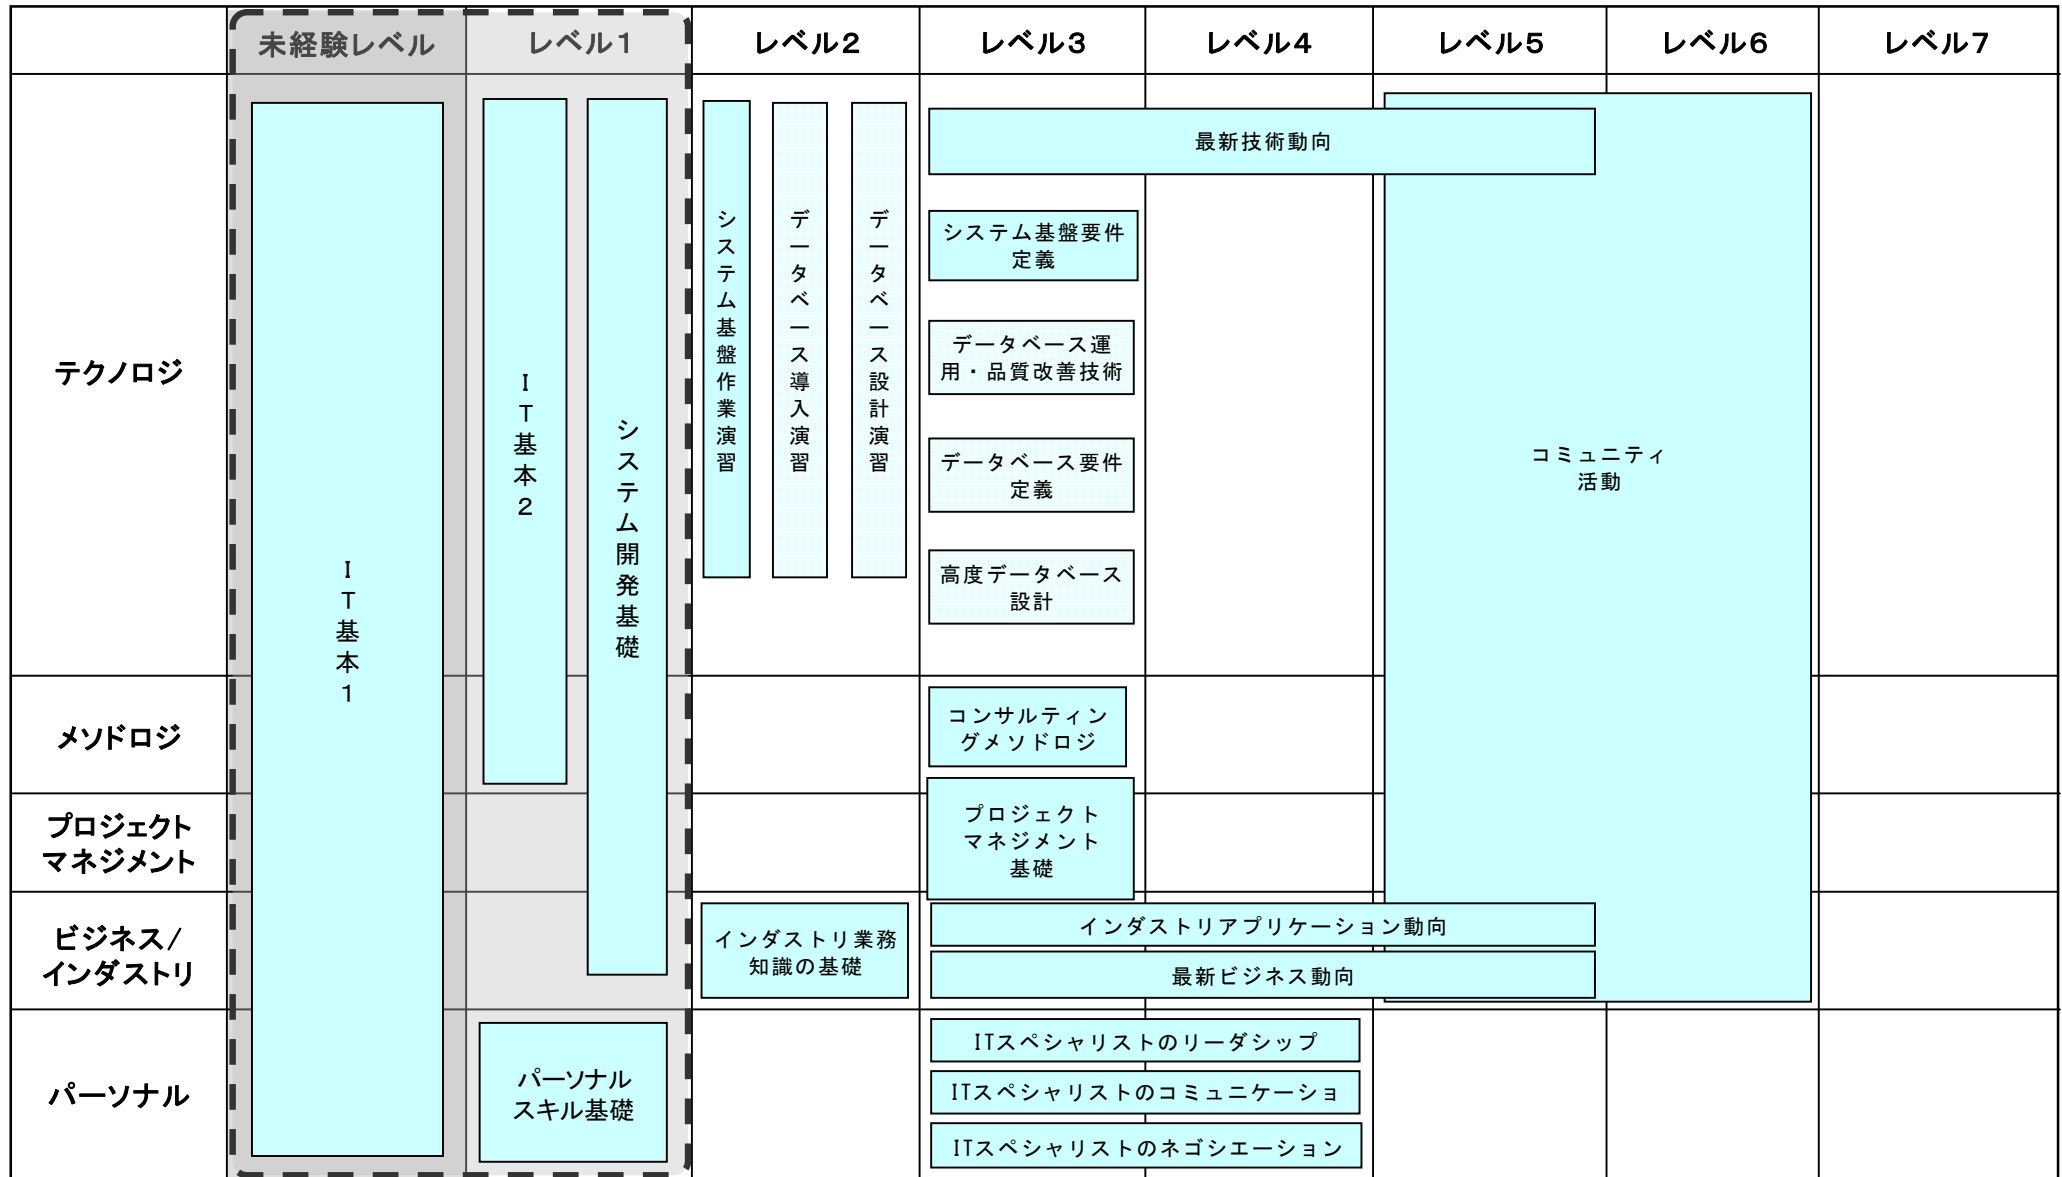 未経験レベル
レベル1
レベル2
レベル3
レベル4
レベル5
レベル6
レベル7
テクノロジ
IT基本1
IT基本2
システム開発基礎
システム基盤作業演習
データベース導入演習
データベース設計演習
最新技術動向
システム基盤要件
定義
データベース運
用・品質改善技術
データベース要件
定義
高度データベース
設計
コミュニティ
活動
メソドロジ
コンサルティン
グメソドロジ
プロジェクト
マネジメント
プロジェクト
マネジメント
基礎
ビジネス/
インダストリ
インダストリ業務
知識の基礎
インダストリアプリケーション動向
最新ビジネス動向
パーソナル
パーソナル
スキル基礎
ITスペシャリストのリーダシップ
ITスペシャリストのコミュニケーショ
ITスペシャリストのネゴシエーション